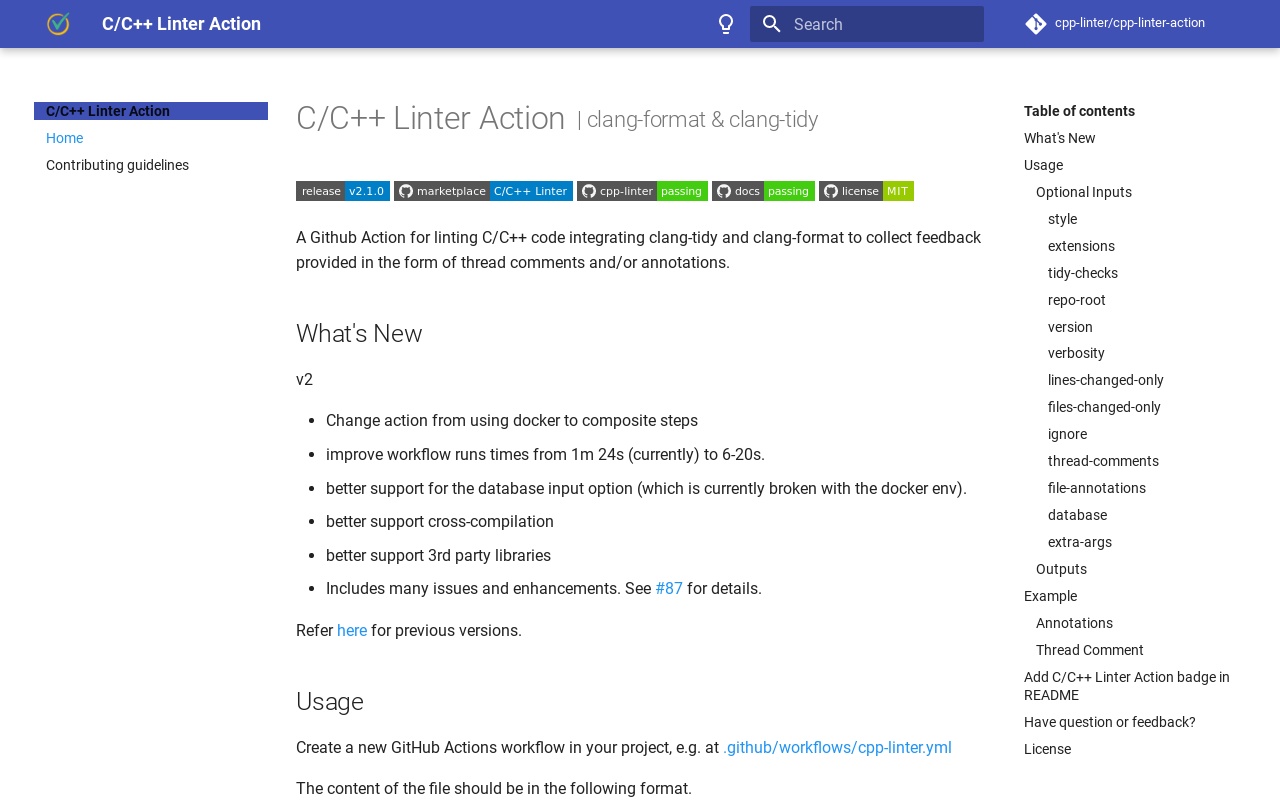 C/C++ Linter Action
Search
cpp-linter/cpp-linter-action
C/C++ Linter Action
Home
Contributing guidelines
C/C++ Linter Action | clang-format & clang-tidy
release v2.1.0 marketplace C/C++ Linter cpp-linter passing docs passing license MIT
A Github Action for linting C/C++ code integrating clang-tidy and clang-format to collect feedback
provided in the form of thread comments and/or annotations.
What's New
v2
Change action from using docker to composite steps
improve workflow runs times from 1m 24s (currently) to 6-20s.
better support for the database input option (which is currently broken with the docker env).
better support cross-compilation
better support 3rd party libraries
Includes many issues and enhancements. See #87 for details.
Refer here for previous versions.
Usage
Create a new GitHub Actions workflow in your project, e.g. at .github/workflows/cpp-linter.yml
The content of the file should be in the following format.
Table of contents
What's New
Usage
Optional Inputs
style
extensions
tidy-checks
repo-root
version
verbosity
lines-changed-only
files-changed-only
ignore
thread-comments
file-annotations
database
extra-args
Outputs
Example
Annotations
Thread Comment
Add C/C++ Linter Action badge in
README
Have question or feedback?
License